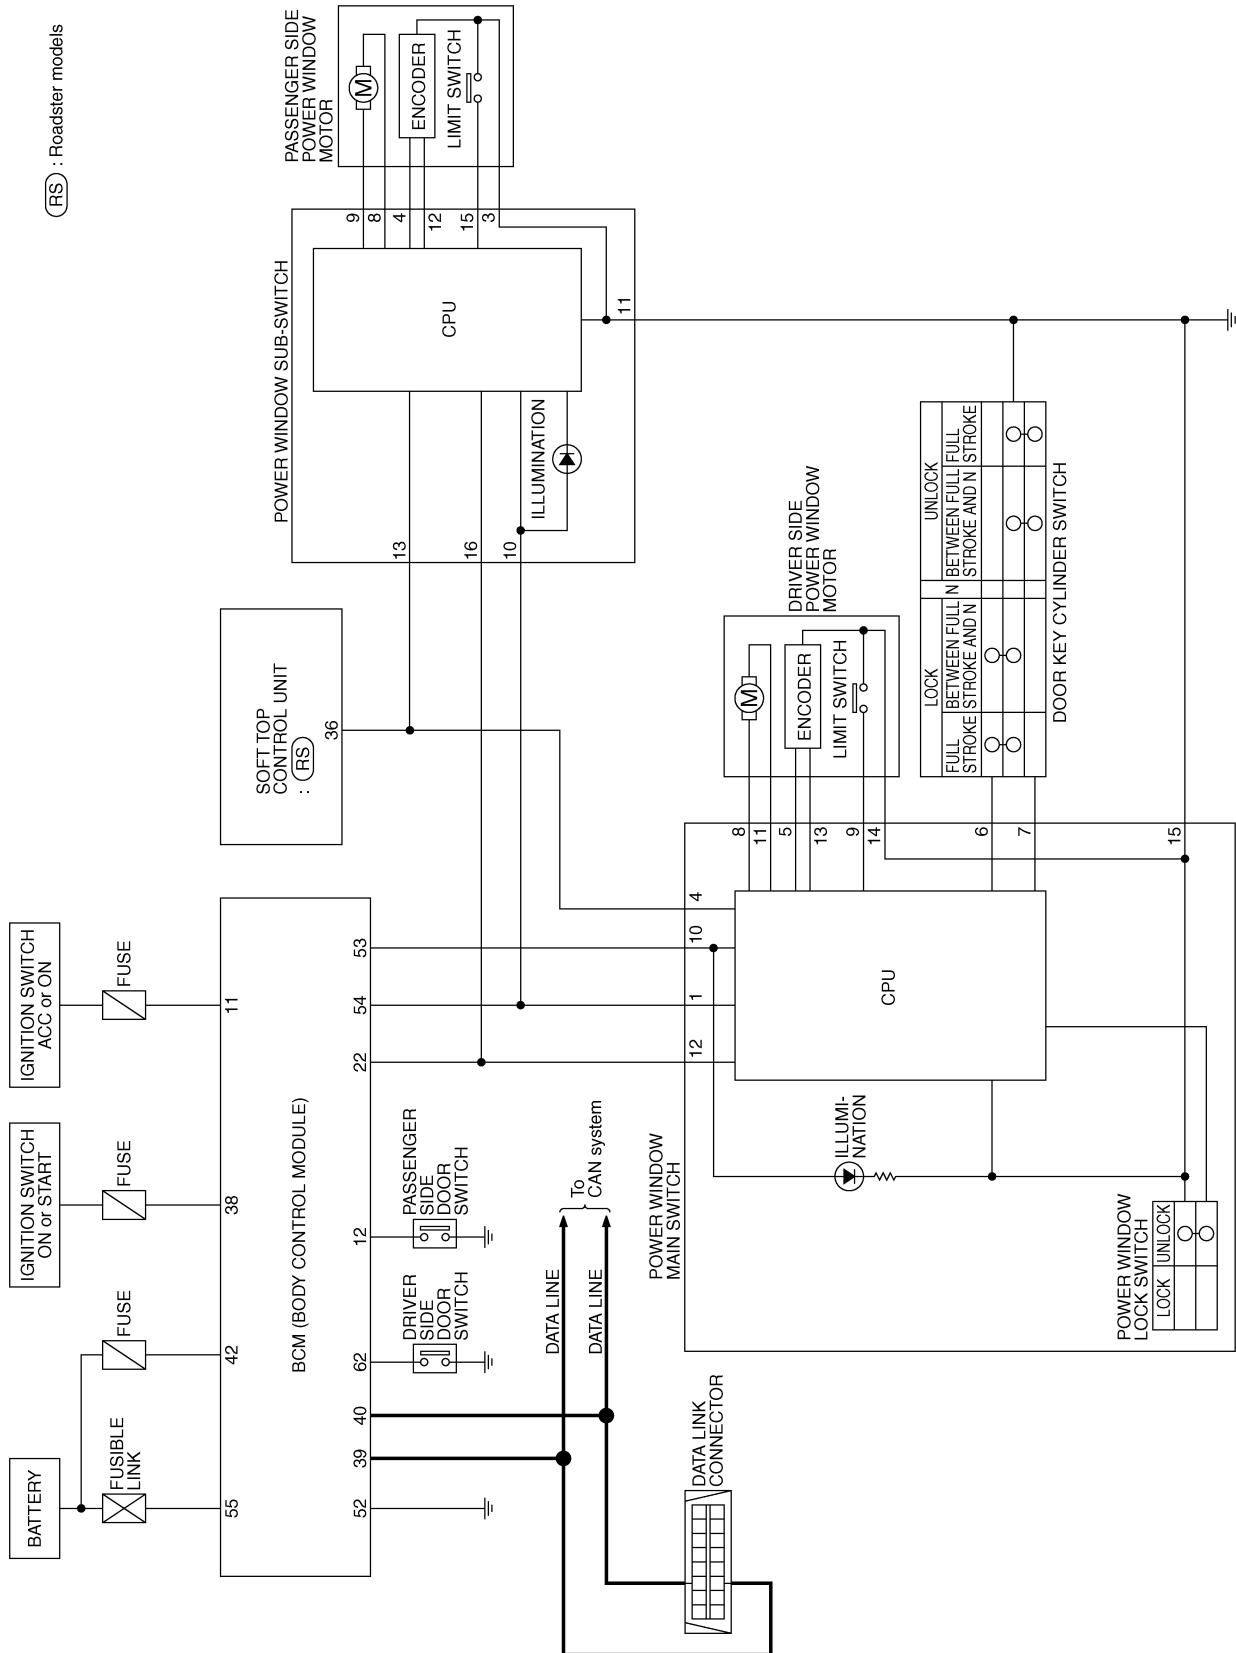 BATTERY
FUSIBLE
LINK
FUSE
IGNITION SWITCH
ON or START
FUSE
IGNITION SWITCH
ACC or ON
FUSE
RS : Roadster models
55
42
38
11
BCM (BODY CONTROL MODULE)
52
39
40
62
12
22
54
53
DRIVER
SIDE
DOOR
SWITCH
PASSENGER
SIDE
DOOR
SWITCH
DATA LINE
DATA LINE
To
CAN system
DATA LINK
CONNECTOR
SOFT TOP
CONTROL UNIT
: RS
36
POWER WINDOW SUB-SWITCH
13
16
10
ILLUMINATION
CPU
11
9
8
4
12
15
3
PASSENGER SIDE
POWER WINDOW
MOTOR
M
ENCODER
LIMIT SWITCH
POWER WINDOW
MAIN SWITCH
12
1
10
4
ILLUMI-
NATION
CPU
8
11
5
13
9
14
6
7
15
POWER WINDOW
LOCK SWITCH
LOCK
UNLOCK
DRIVER SIDE
POWER WINDOW
MOTOR
M
ENCODER
LIMIT SWITCH
LOCK
N
UNLOCK
FULL
STROKE
BETWEEN FULL
STROKE AND N
BETWEEN FULL
STROKE AND N
FULL
STROKE
DOOR KEY CYLINDER SWITCH